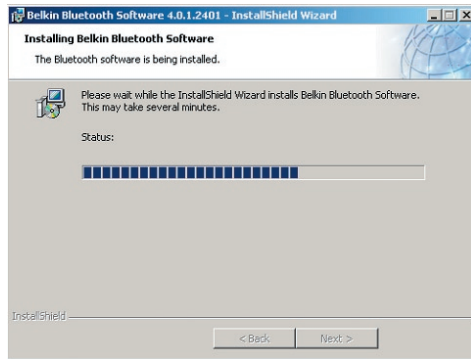 Belkin Bluetooth Software 4.0.1.2401 - InstallShield Wizard
Installing Belkin Bluetooth Software
The Bluetooth software is being installed.
Please wait while the InstallShield Wizard installs Belkin Bluetooth Software.
This may take several minutes.
Status:
InstallShield
< Back
Next >